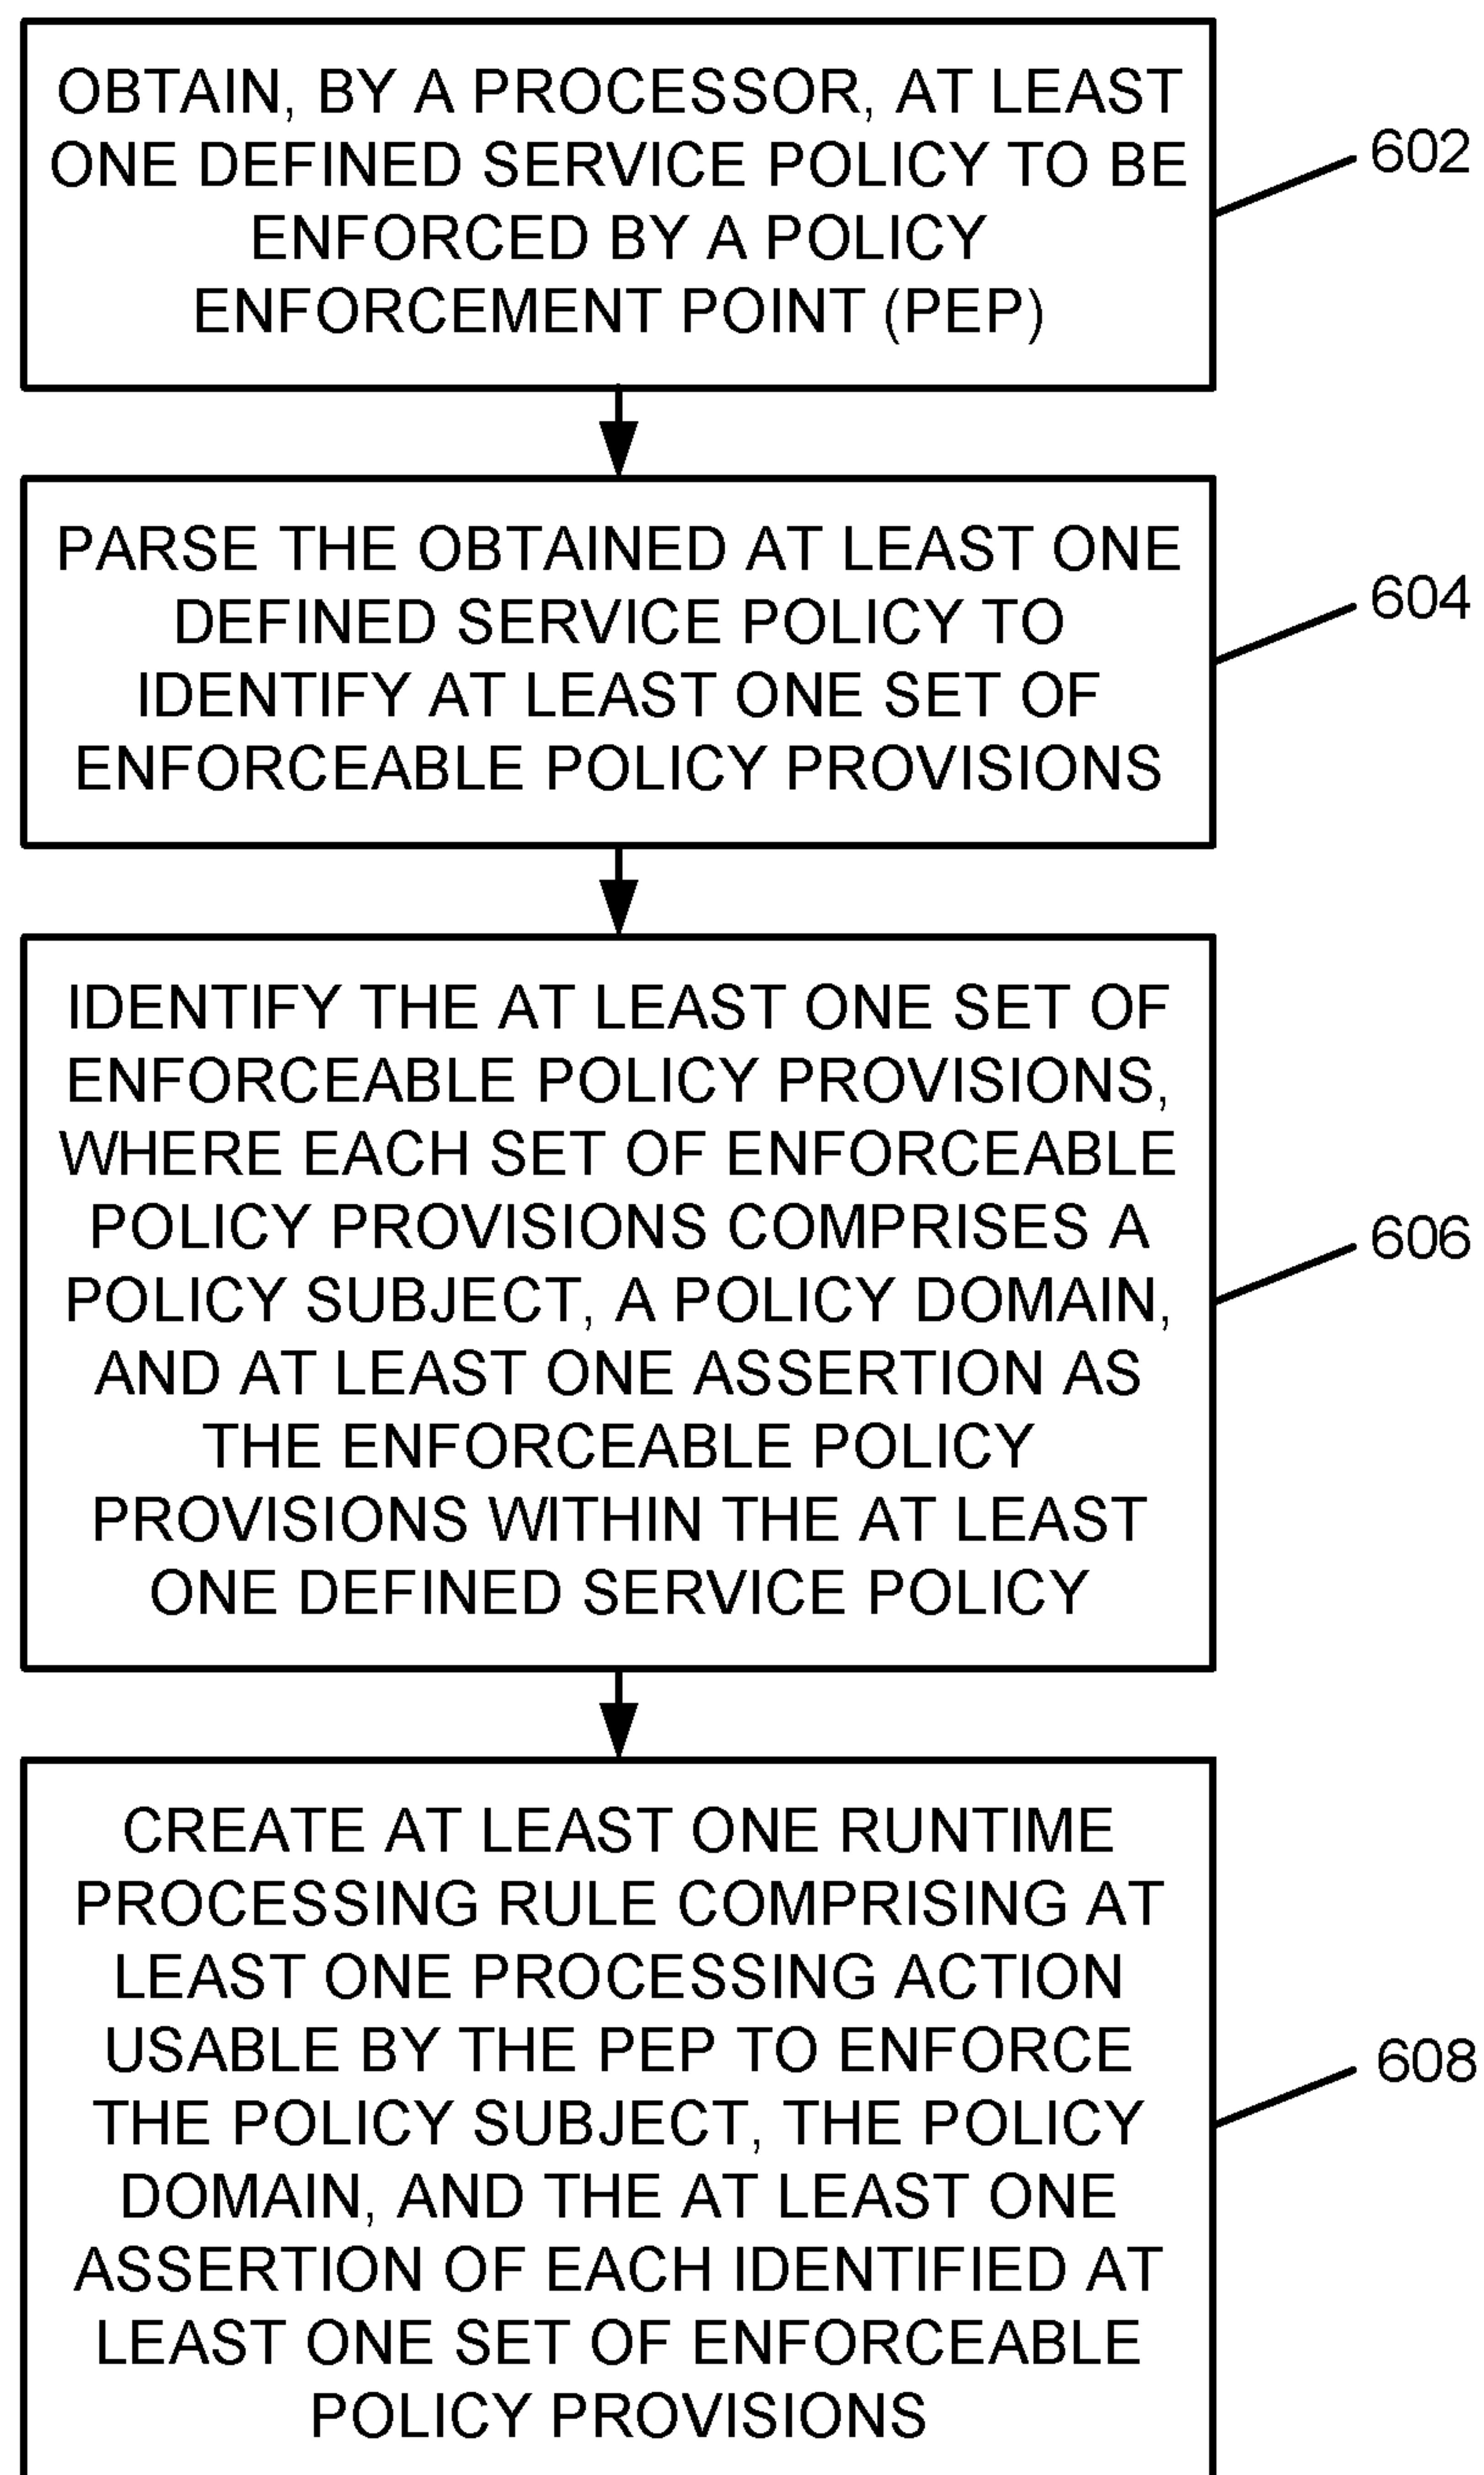 OBTAIN, BY A PROCESSOR, AT LEAST
ONE DEFINED SERVICE POLICY TO BE
ENFORCED BY A POLICY
ENFORCEMENT POINT (PEP)
602
PARSE THE OBTAINED AT LEAST ONE
DEFINED SERVICE POLICY TO
IDENTIFY AT LEAST ONE SET OF
ENFORCEABLE POLICY PROVISIONS
604
IDENTIFY THE AT LEAST ONE SET OF
ENFORCEABLE POLICY PROVISIONS,
WHERE EACH SET OF ENFORCEABLE
POLICY PROVISIONS COMPRISES A
POLICY SUBJECT, A POLICY DOMAIN,
AND AT LEAST ONE ASSERTION AS
THE ENFORCEABLE POLICY
PROVISIONS WITHIN THE AT LEAST
ONE DEFINED SERVICE POLICY
606
CREATE AT LEAST ONE RUNTIME
PROCESSING RULE COMPRISING AT
LEAST ONE PROCESSING ACTION
USABLE BY THE PEP TO ENFORCE
THE POLICY SUBJECT, THE POLICY
DOMAIN, AND THE AT LEAST ONE
ASSERTION OF EACH IDENTIFIED AT
LEAST ONE SET OF ENFORCEABLE
POLICY PROVISIONS
608